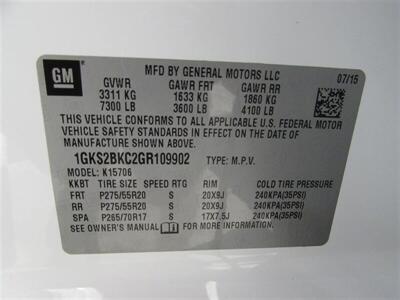 GM
MFD BY GENERAL MOTORS LLC 07/15
GVWR GAWR FRT GAWR RR
3311 KG 1633 KG 1860 KG
7300 LB 3600 LB 4100 LB
THIS VEHICLE CONFORMS TO ALL APPLICABLE U.S. FEDERAL MOTOR
VEHICLE SAFETY STANDARDS IN EFFECT ON THE DATE OF
MANUFACTURE SHOWN ABOVE.
1GKS2BKC2GR109902 TYPE: M.P.V.
MODEL: K15706
KKBT TIRE SIZE SPEED RTG RIM COLD TIRE PRESSURE
FRT P275/55R20 S 20X9J 240KPA(35PSI)
RR P275/55R20 S 20X9J 240KPA(35PSI)
SPA P265/70R17 S 17X7.5J 240KPA(35PSI)
SEE OWNER'S MANUAL FOR MORE INFORMATION.